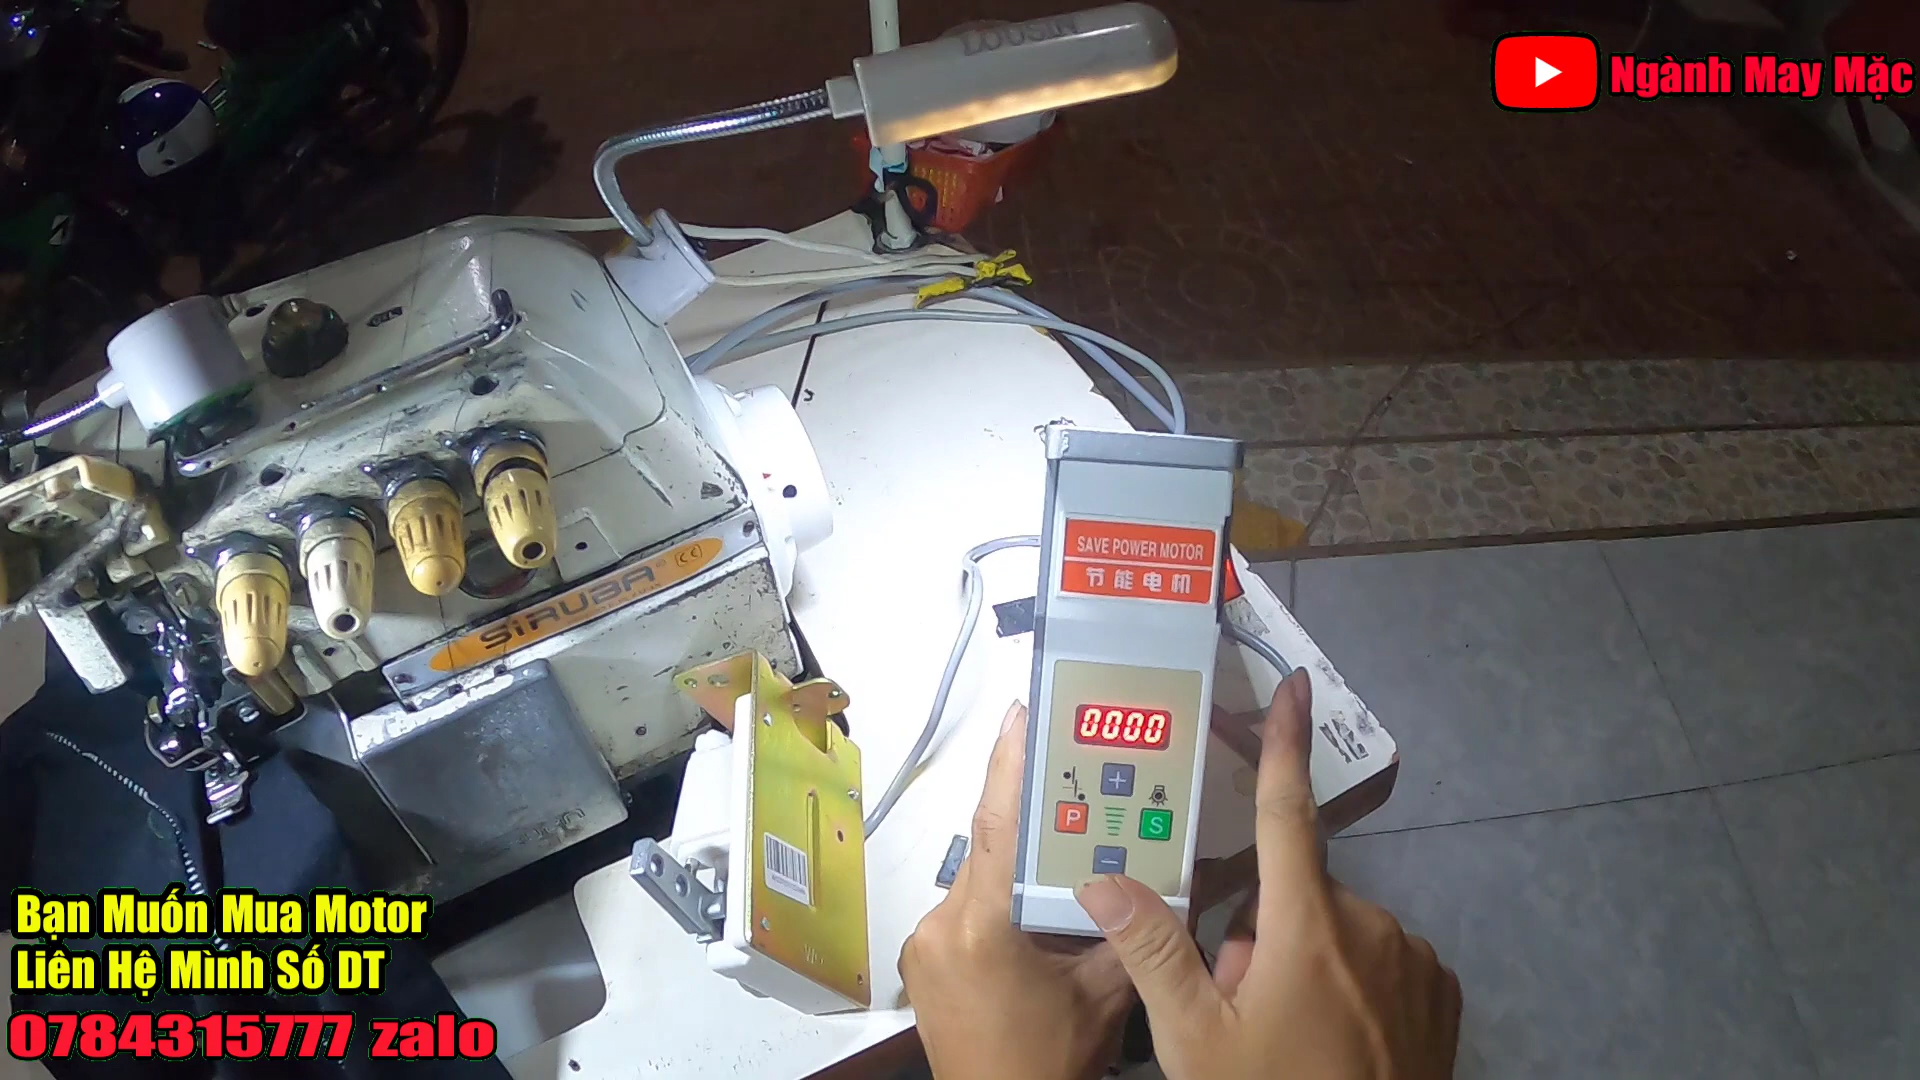 LOUSIN
Ngành May Mặc
SiRUBA
SAVE POWER MOTOR
节能电机
0000
P
S
Bạn Muốn Mua Motor
Liên Hệ Mình Số DT
0784315777 zalo